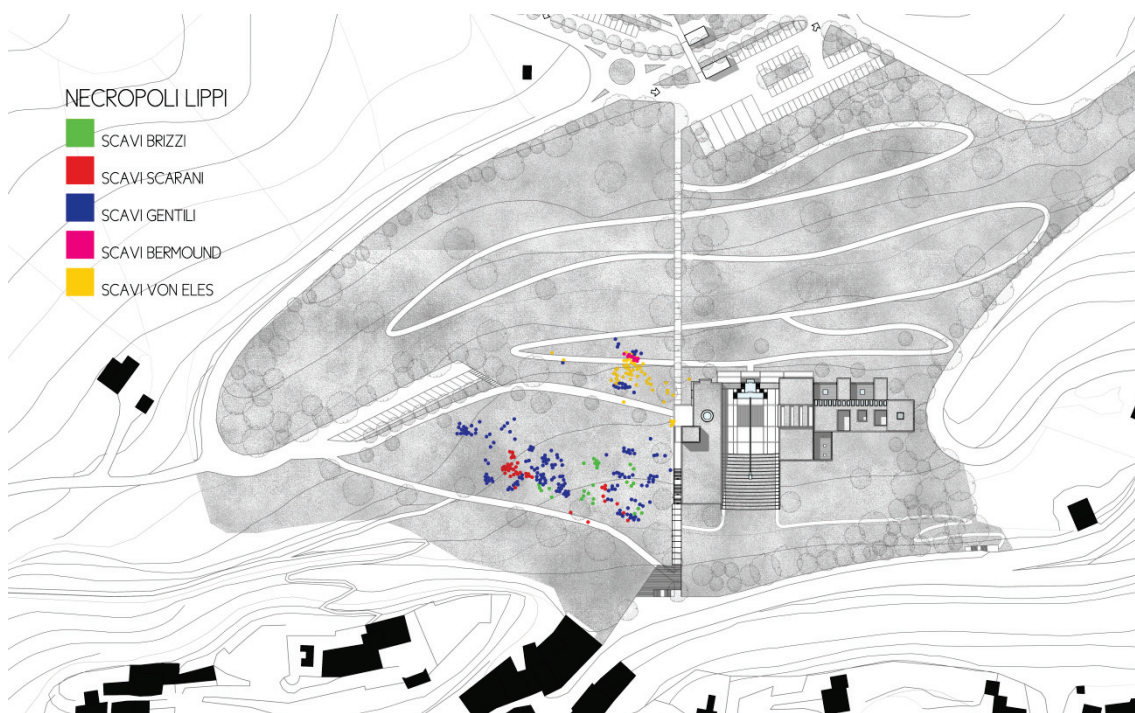 NECROPOLI LIPPI
SCAVI BRIZZI
SCAVI SCARANI
SCAVI GENTILI
SCAVI BERMOUND
SCAVI VON ELES